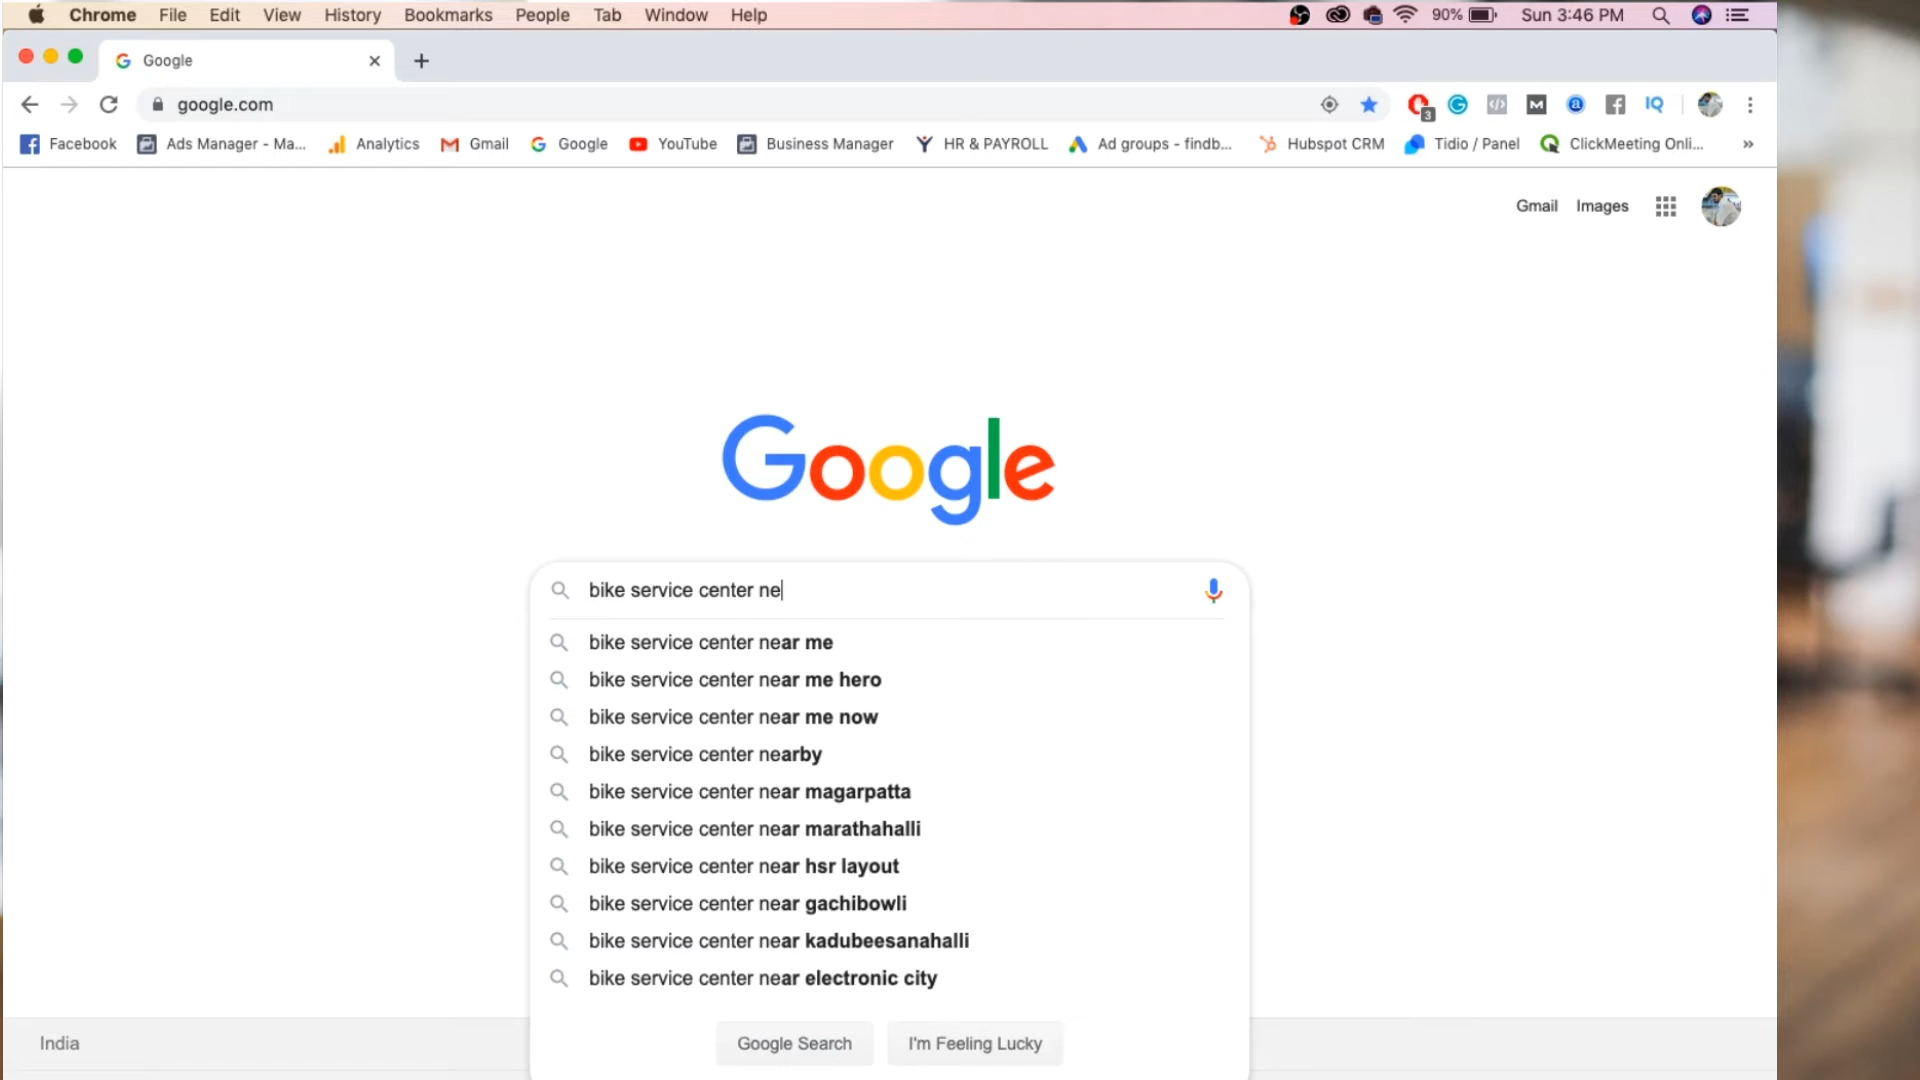 Chrome File Edit View History Bookmarks People Tab Window Help 90% Sun 3:46 PM
Google
google.com 3 M a IQ
Facebook Ads Manager - Ma... Analytics Gmail Google YouTube Business Manager HR & PAYROLL Ad groups - findb... Hubspot CRM Tidio / Panel ClickMeeting Onli... »
Gmail Images
Google
bike service center ne
bike service center near me
bike service center near me hero
bike service center near me now
bike service center nearby
bike service center near magarpatta
bike service center near marathahalli
bike service center near hsr layout
bike service center near gachibowli
bike service center near kadubeesanahalli
bike service center near electronic city
India
Google Search I'm Feeling Lucky